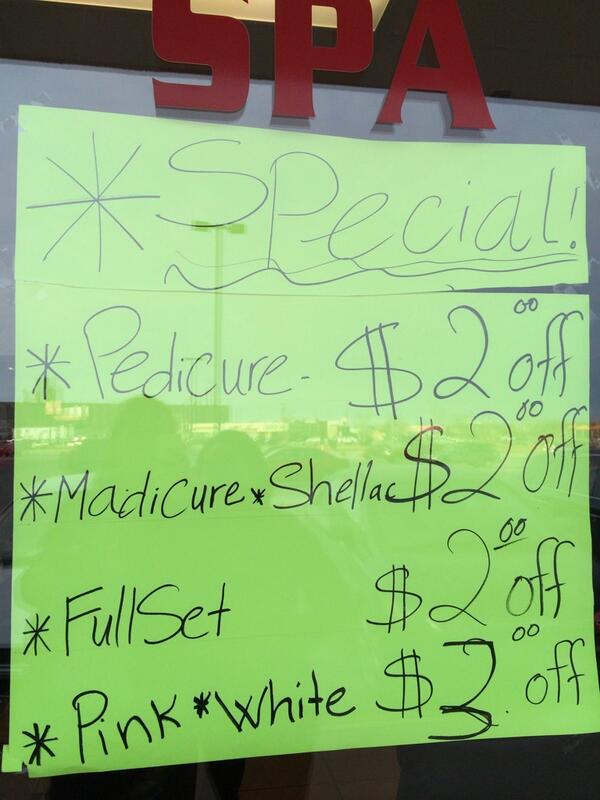 SPA
*SPecial!
*Pedicure- $2.00 off
*Madicure*Shellac $2.00 off
*FullSet $2.00 off
*Pink*White $3.00 off